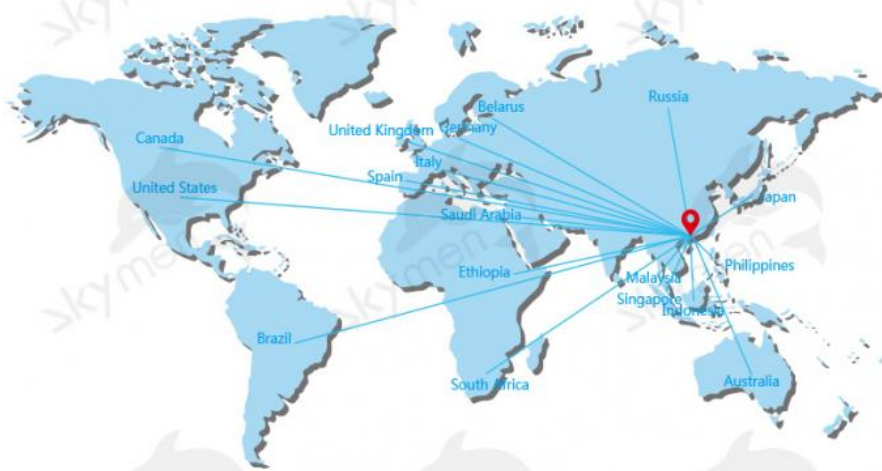 Belarus
Russia
Canada
United Kingdom
Germany
Italy
Spain
United States
Japan
Saudi Arabia
Ethiopia
Philippines
Malaysia
Singapore
Indonesia
Brazil
South Africa
Australia
skymen
skymen